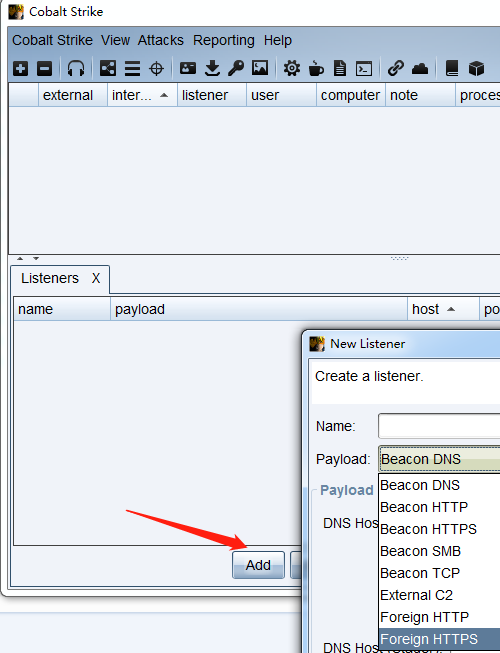 Cobalt Strike
Cobalt Strike View Attacks Reporting Help
external inter... listener user computer note proces
Listeners X
name payload host po
New Listener
Create a listener.
Name:
Payload: Beacon DNS
Payload
Beacon DNS
Beacon HTTP
DNS Hos
Beacon HTTPS
Beacon SMB
Beacon TCP
Add
External C2
Foreign HTTP
Foreign HTTPS